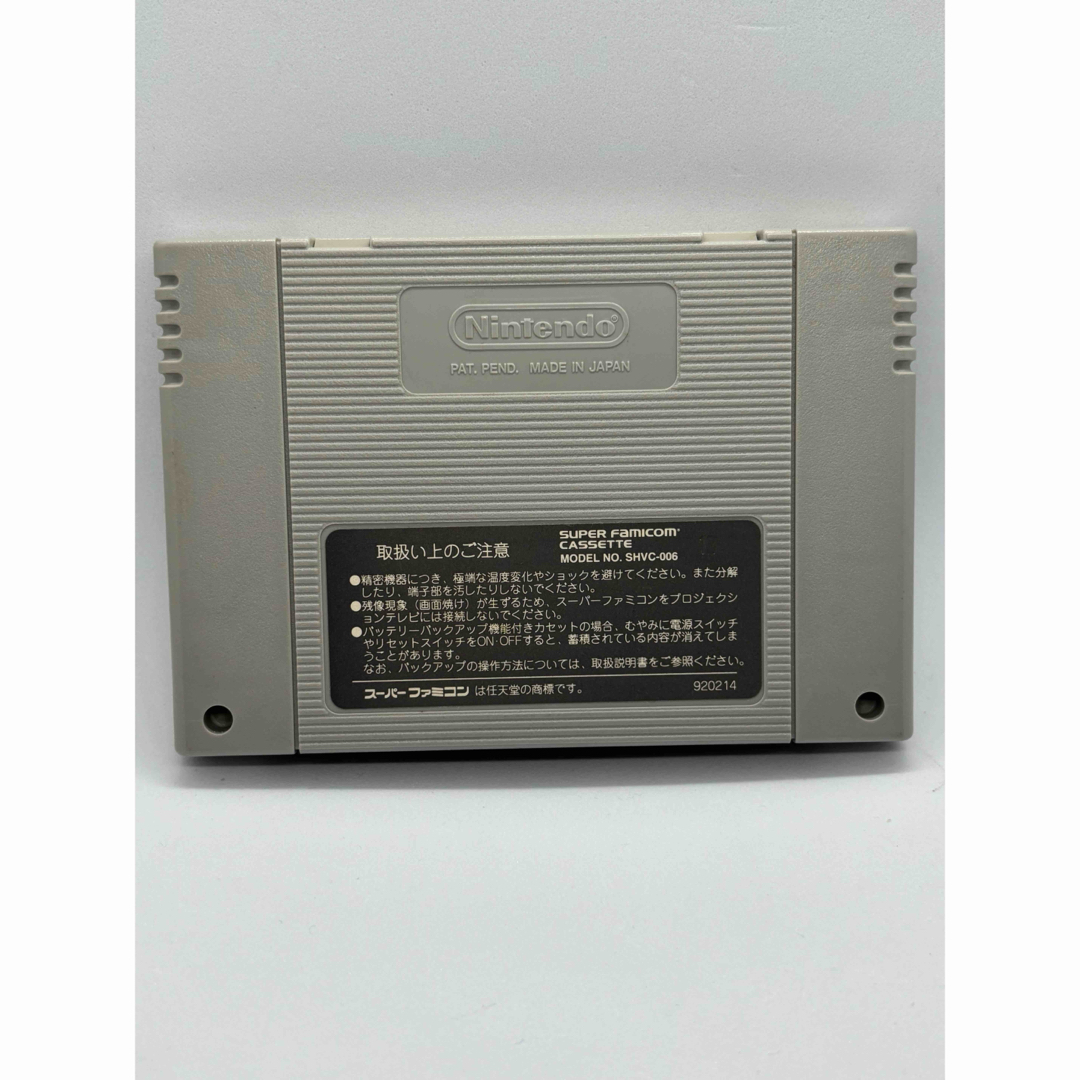 Nintendo®
PAT. PEND. MADE IN JAPAN
取扱い上のご注意
SUPER FAMICOM®
CASSETTE
MODEL NO. SHVC-006
●精密機器につき、極端な温度変化やショックを避けてください。また分解
したり、端子部を汚したりしないでください。
●残像現象（画面焼け）が生ずるため、スーパーファミコンをプロジェクシ
ョンテレビには接続しないでください。
●バッテリーバックアップ機能付きカセットの場合、むやみに電源スイッチ
やリセットスイッチをON·OFFすると、蓄積されている内容が消えてしま
うことがあります。
なお、バックアップの操作方法については、取扱説明書をご参照ください。
スーパーファミコン は任天堂の商標です。
920214